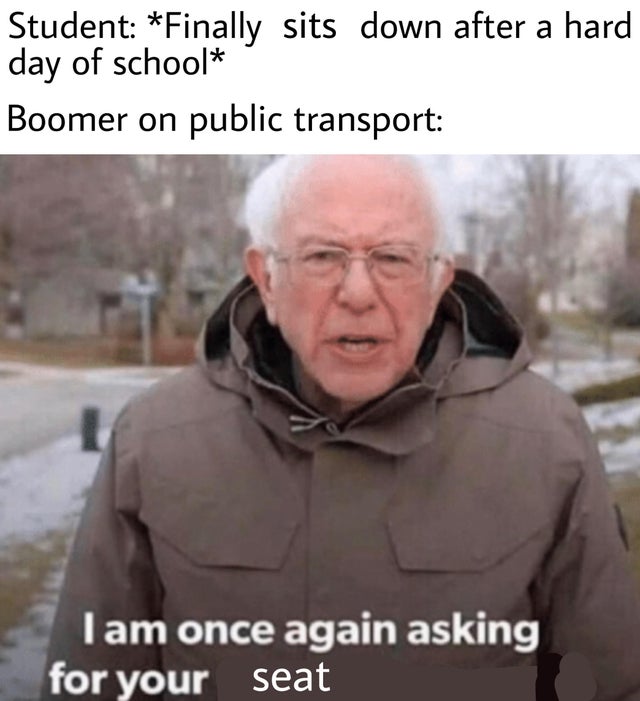 Student: *Finally sits down after a hard
day of school*
Boomer on public transport:
I am once again asking
for your seat